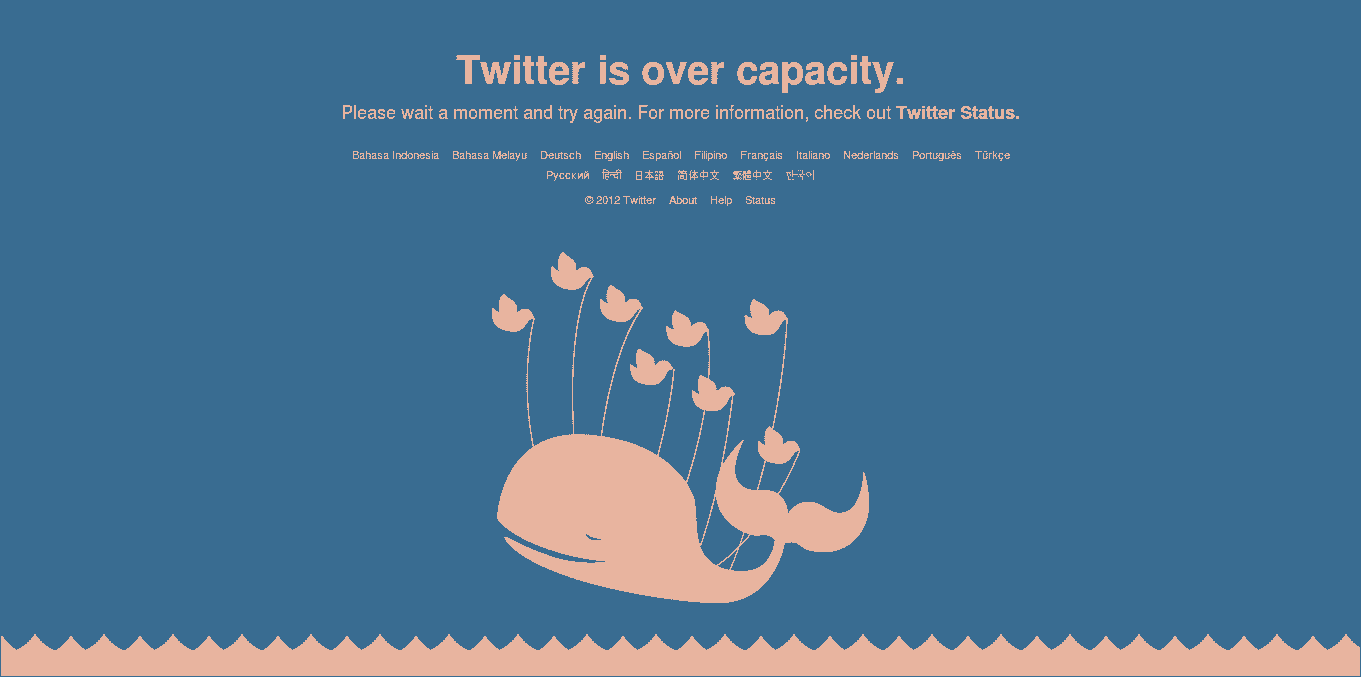 Twitter is over capacity.
Please wait a moment and try again. For more information, check out Twitter Status.
Bahasa Indonesia Bahasa Melayu Deutsch English Español Filipino Français Italiano Nederlands Português Türkçe
Русский हिन्दी 日本語 简体中文 繁體中文 한국어
© 2012 Twitter About Help Status